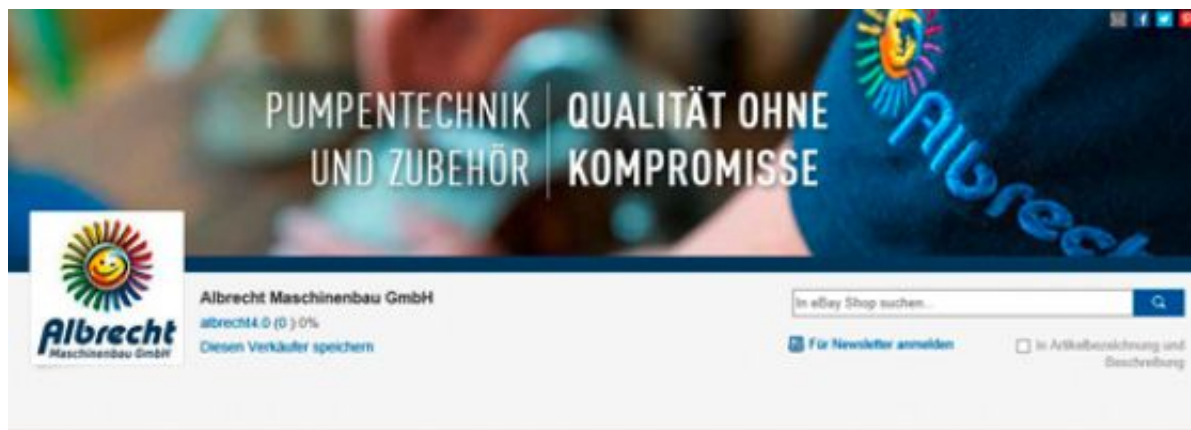 PUMPENTECHNIK
UND ZUBEHÖR
QUALITÄT OHNE
KOMPROMISSE
Albrech
Albrecht
Maschinenbau GmbH
Albrecht Maschinenbau GmbH
albrecht4.0 (0 ) 0%
Diesen Verkäufer speichern
In eBay Shop suchen...
Für Newsletter anmelden
In Artikelbezeichnung und
Beschreibung